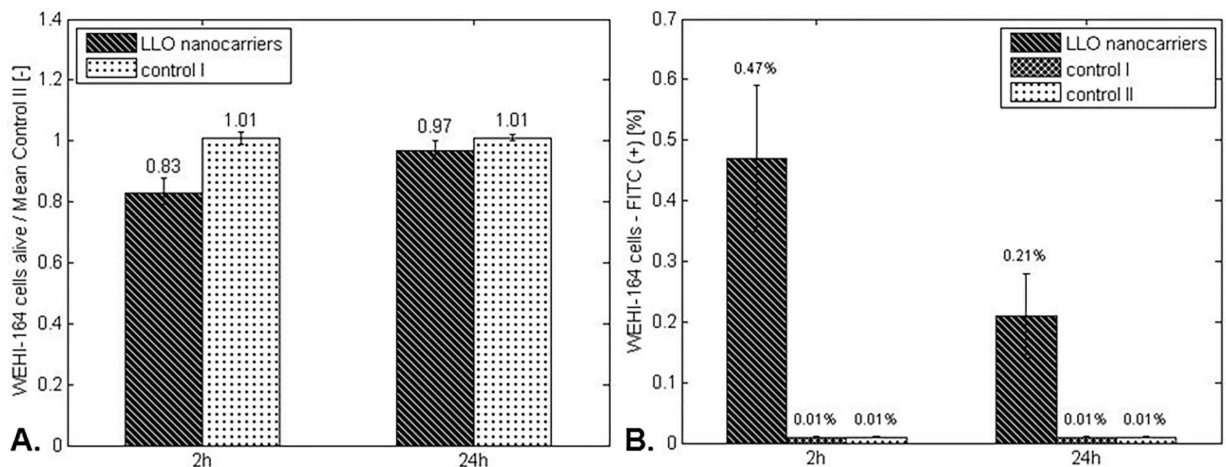 WEHI-164 cells alive / Mean Control II [-]
1.4
1.2
1
0.8
0.6
0.4
0.2
0
LLO nanocarriers
control I
0.83
1.01
0.97
1.01
2h
24h
A.
WEHI-164 cells - FITC (+) [%]
0.7
0.6
0.5
0.4
0.3
0.2
0.1
0
LLO nanocarriers
control I
control II
0.47%
0.01%
0.01%
0.21%
0.01%
0.01%
2h
24h
B.